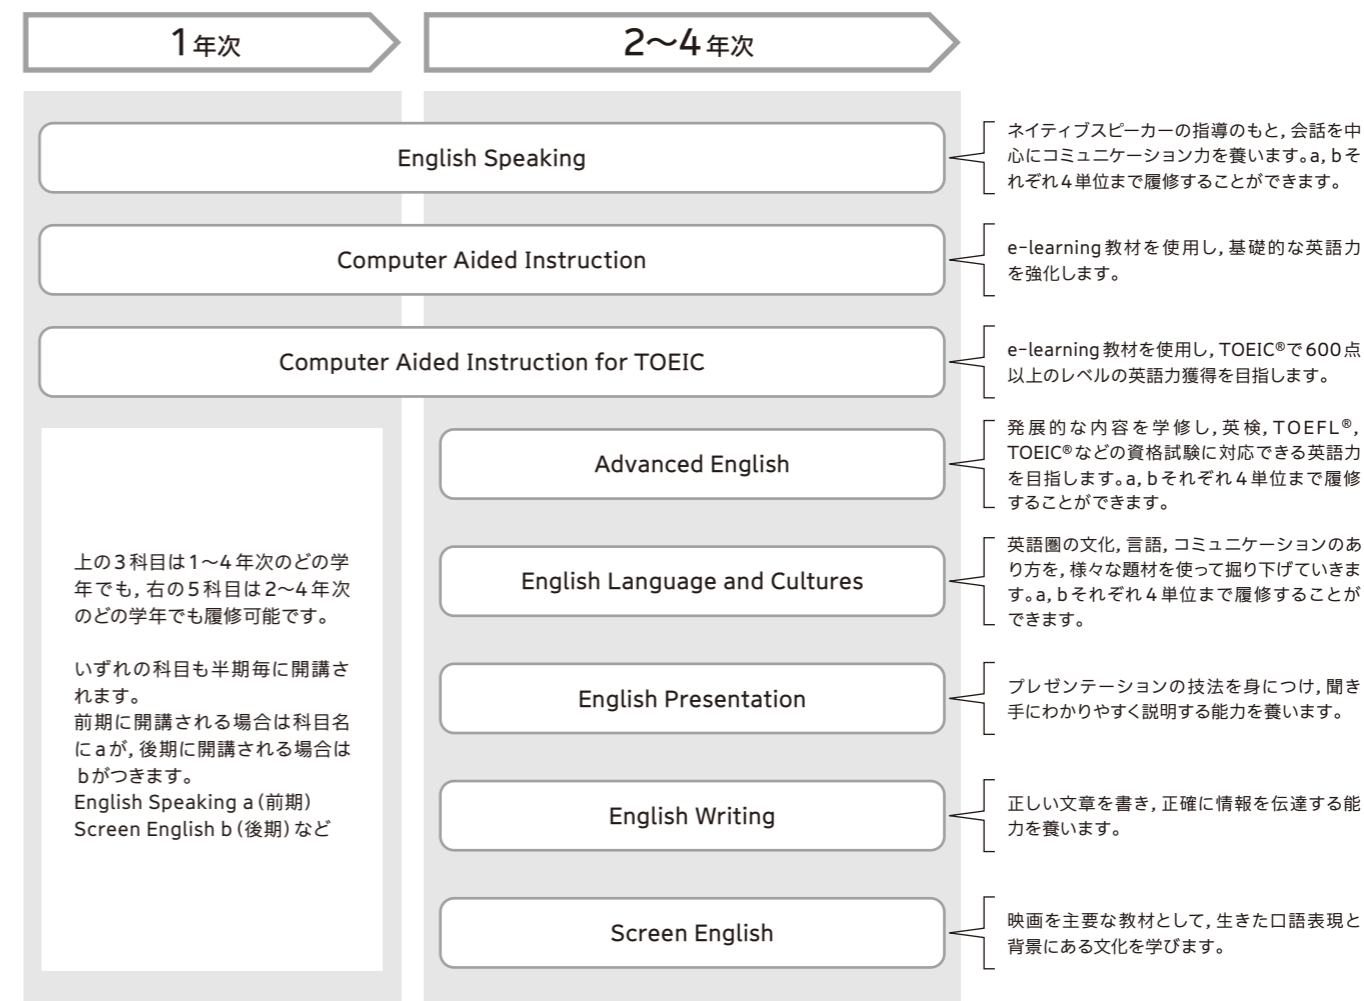 1年次
2〜4年次
English Speaking
ネイティブスピーカーの指導のもと，会話を中
心にコミュニケーション力を養います。a, bそ
れぞれ4単位まで履修することができます。
Computer Aided Instruction
e-learning教材を使用し，基礎的な英語力
を強化します。
Computer Aided Instruction for TOEIC
e-learning教材を使用し，TOEIC®で600点
以上のレベルの英語力獲得を目指します。
Advanced English
発展的な内容を学修し，英検，TOEFL®，
TOEIC®などの資格試験に対応できる英語力
を目指します。a, bそれぞれ4単位まで履修
することができます。
English Language and Cultures
英語圏の文化，言語，コミュニケーションのあ
り方を，様々な題材を使って掘り下げていきま
す。a, bそれぞれ4単位まで履修することが
できます。
English Presentation
プレゼンテーションの技法を身につけ，聞き
手にわかりやすく説明する能力を養います。
English Writing
正しい文章を書き，正確に情報を伝達する能
力を養います。
Screen English
映画を主要な教材として，生きた口語表現と
背景にある文化を学びます。
上の3科目は1〜4年次のどの学
年でも，右の5科目は2〜4年次
のどの学年でも履修可能です。
いずれの科目も半期毎に開講さ
れます。
前期に開講される場合は科目名
にaが，後期に開講される場合は
bがつきます。
English Speaking a（前期）
Screen English b（後期）など